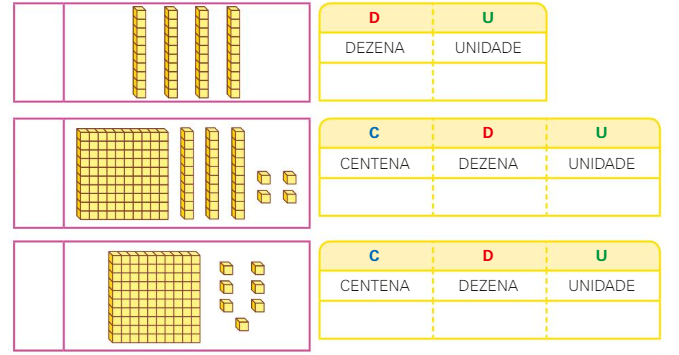 D U
DEZENA UNIDADE
C D U
CENTENA DEZENA UNIDADE
C D U
CENTENA DEZENA UNIDADE